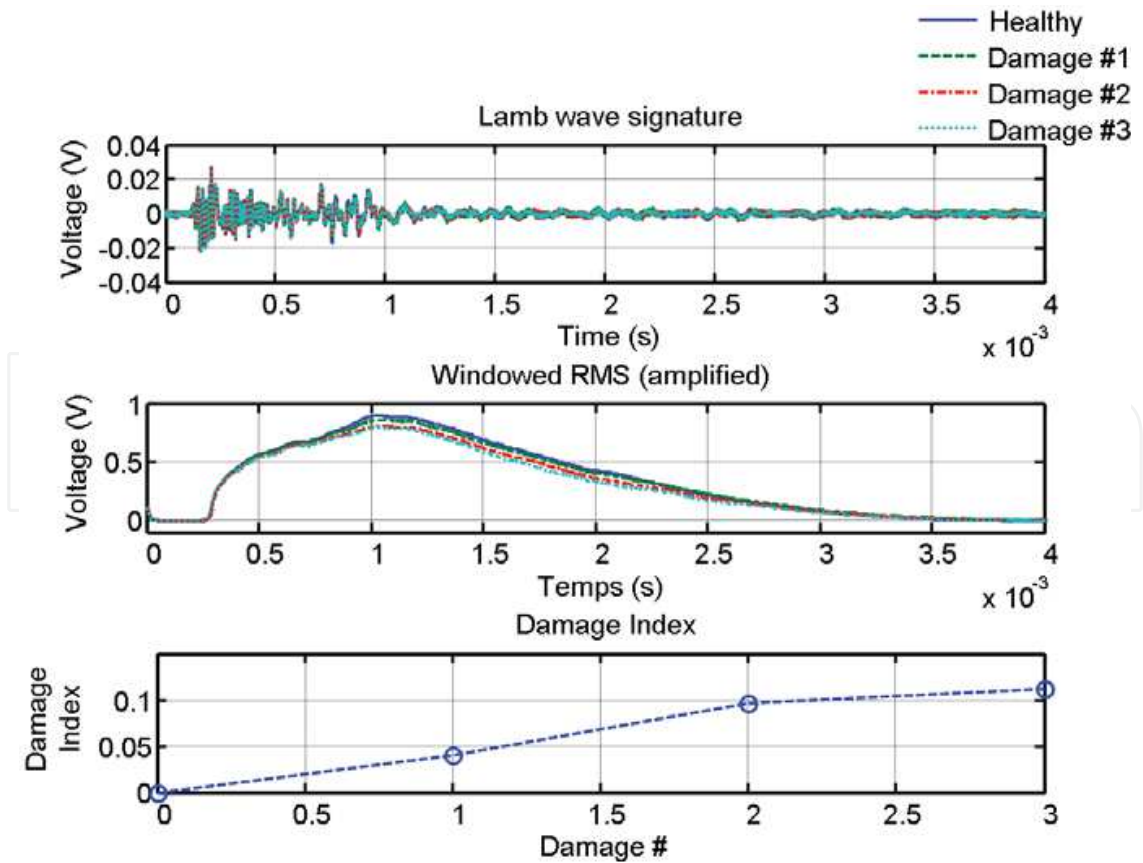 Healthy
Damage #1
Damage #2
Damage #3
Lamb wave signature
Voltage (V)
0.04
0.02
0
-0.02
-0.04
0 0.5 1 1.5 2 2.5 3 3.5 4
Time (s)
x 10⁻³
Windowed RMS (amplified)
Voltage (V)
1
0.5
0
0 0.5 1 1.5 2 2.5 3 3.5 4
Temps (s)
x 10⁻³
Damage Index
Damage
Index
0.1
0.05
0
0 0.5 1 1.5 2 2.5 3
Damage #